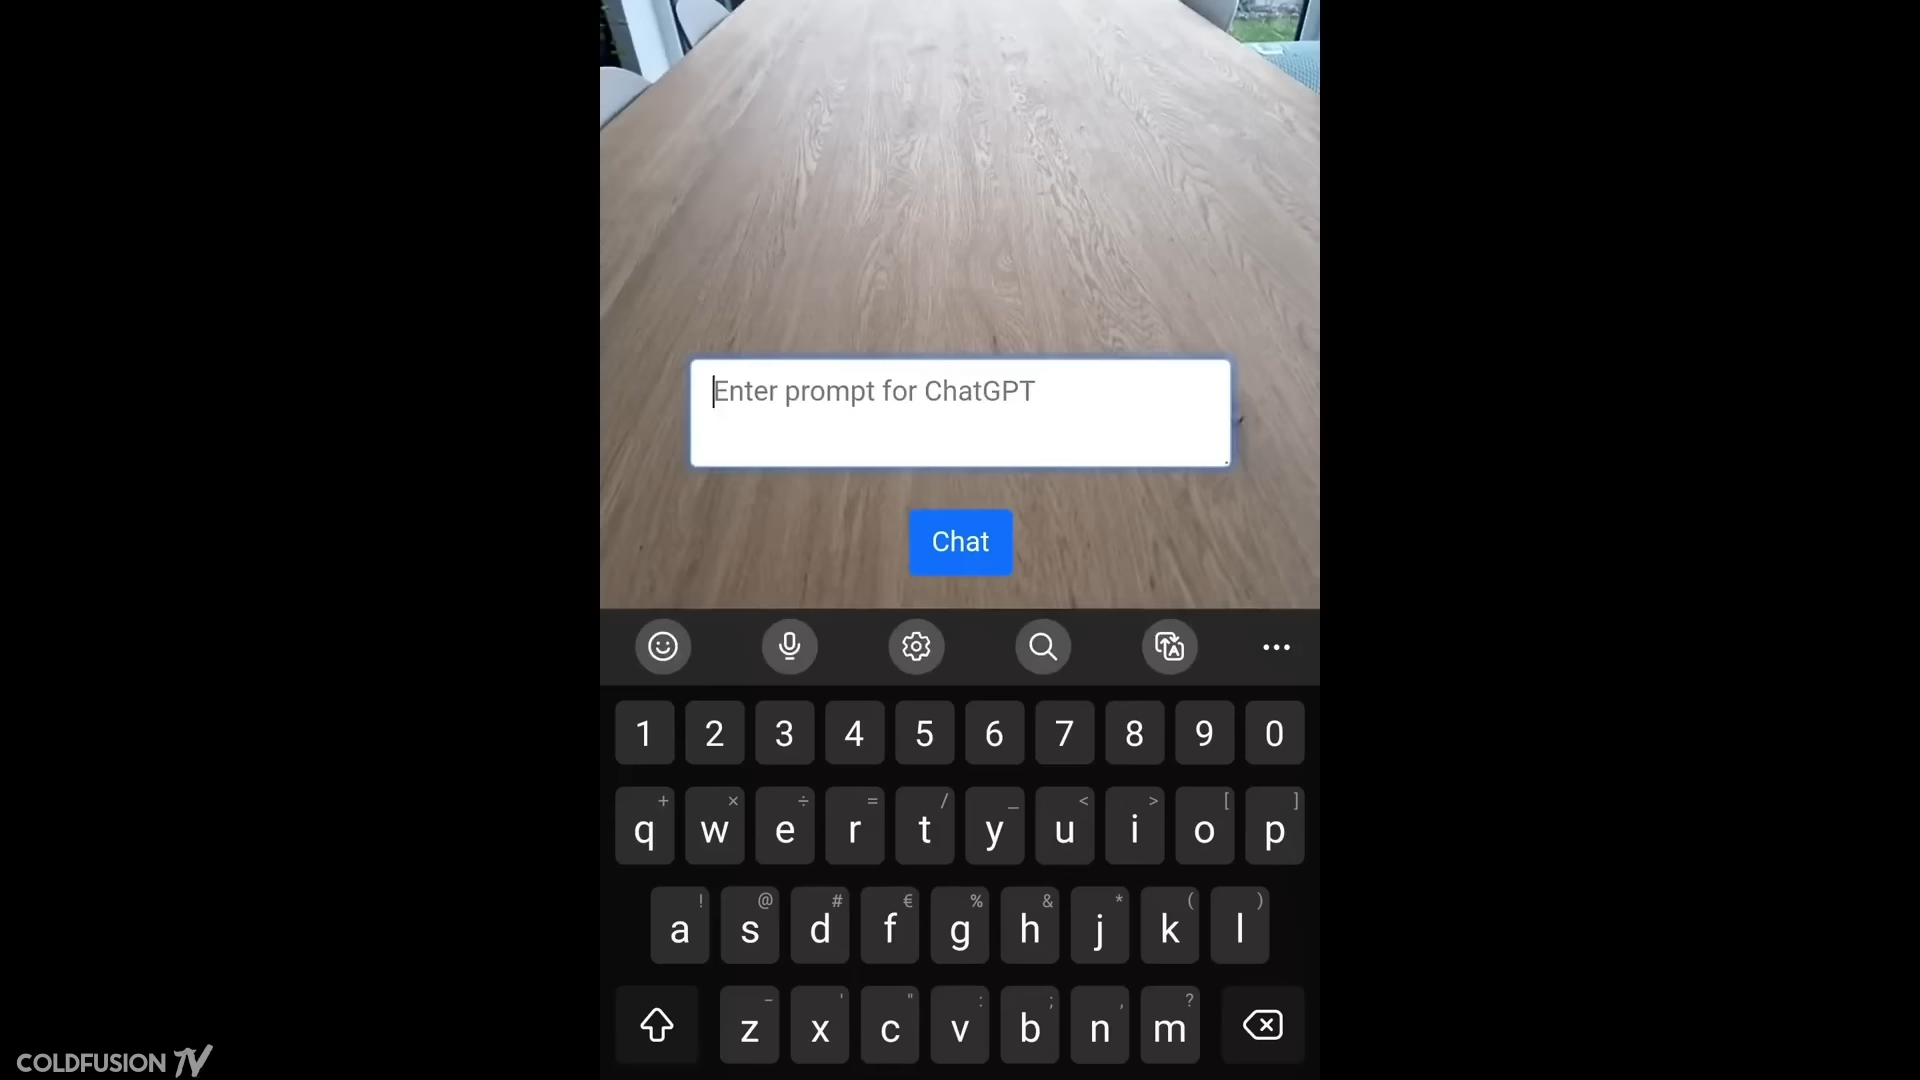 Enter prompt for ChatGPT
Chat
1 2 3 4 5 6 7 8 9 0
+ × ÷ = / _ < > [ ]
q w e r t y u i o p
! @ # € % & * ( )
a s d f g h j k l
- ' " : ; , ?
z x c v b n m
COLDFUSION TV